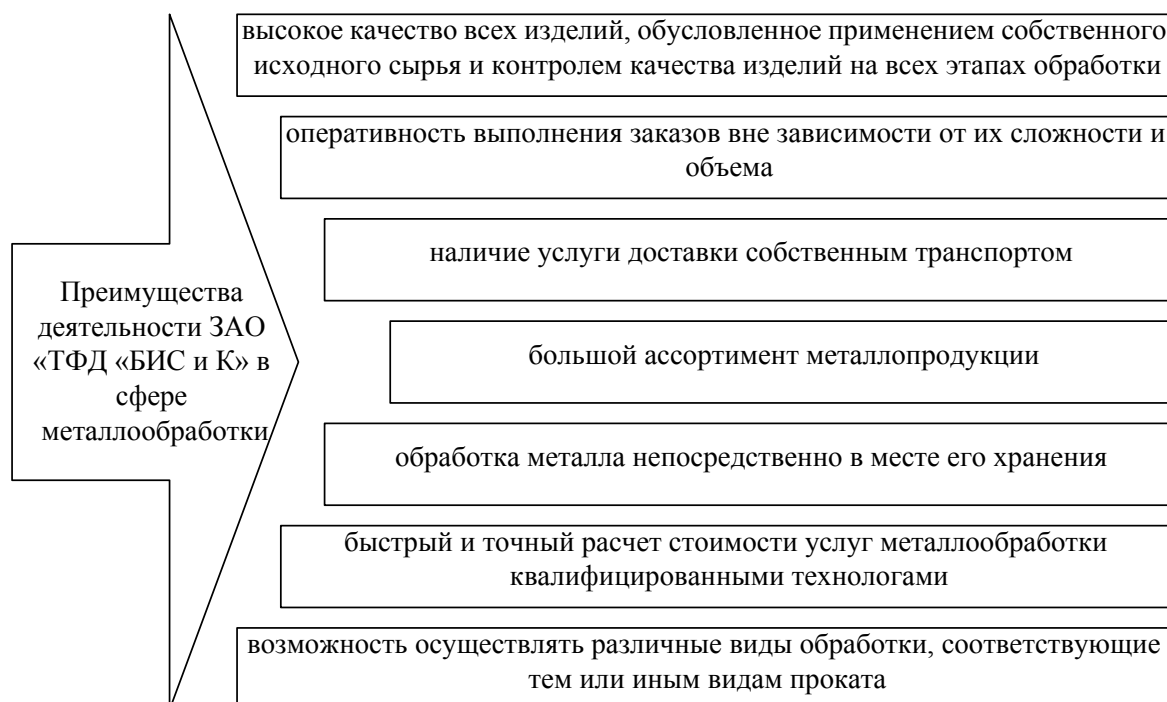 высокое качество всех изделий, обусловленное применением собственного
исходного сырья и контролем качества изделий на всех этапах обработки
оперативность выполнения заказов вне зависимости от их сложности и
объема
наличие услуги доставки собственным транспортом
Преимущества
деятельности ЗАО
«ТФД «БИС и К» в
сфере
металлообработки
большой ассортимент металлопродукции
обработка металла непосредственно в месте его хранения
быстрый и точный расчет стоимости услуг металлообработки
квалифицированными технологами
возможность осуществлять различные виды обработки, соответствующие
тем или иным видам проката